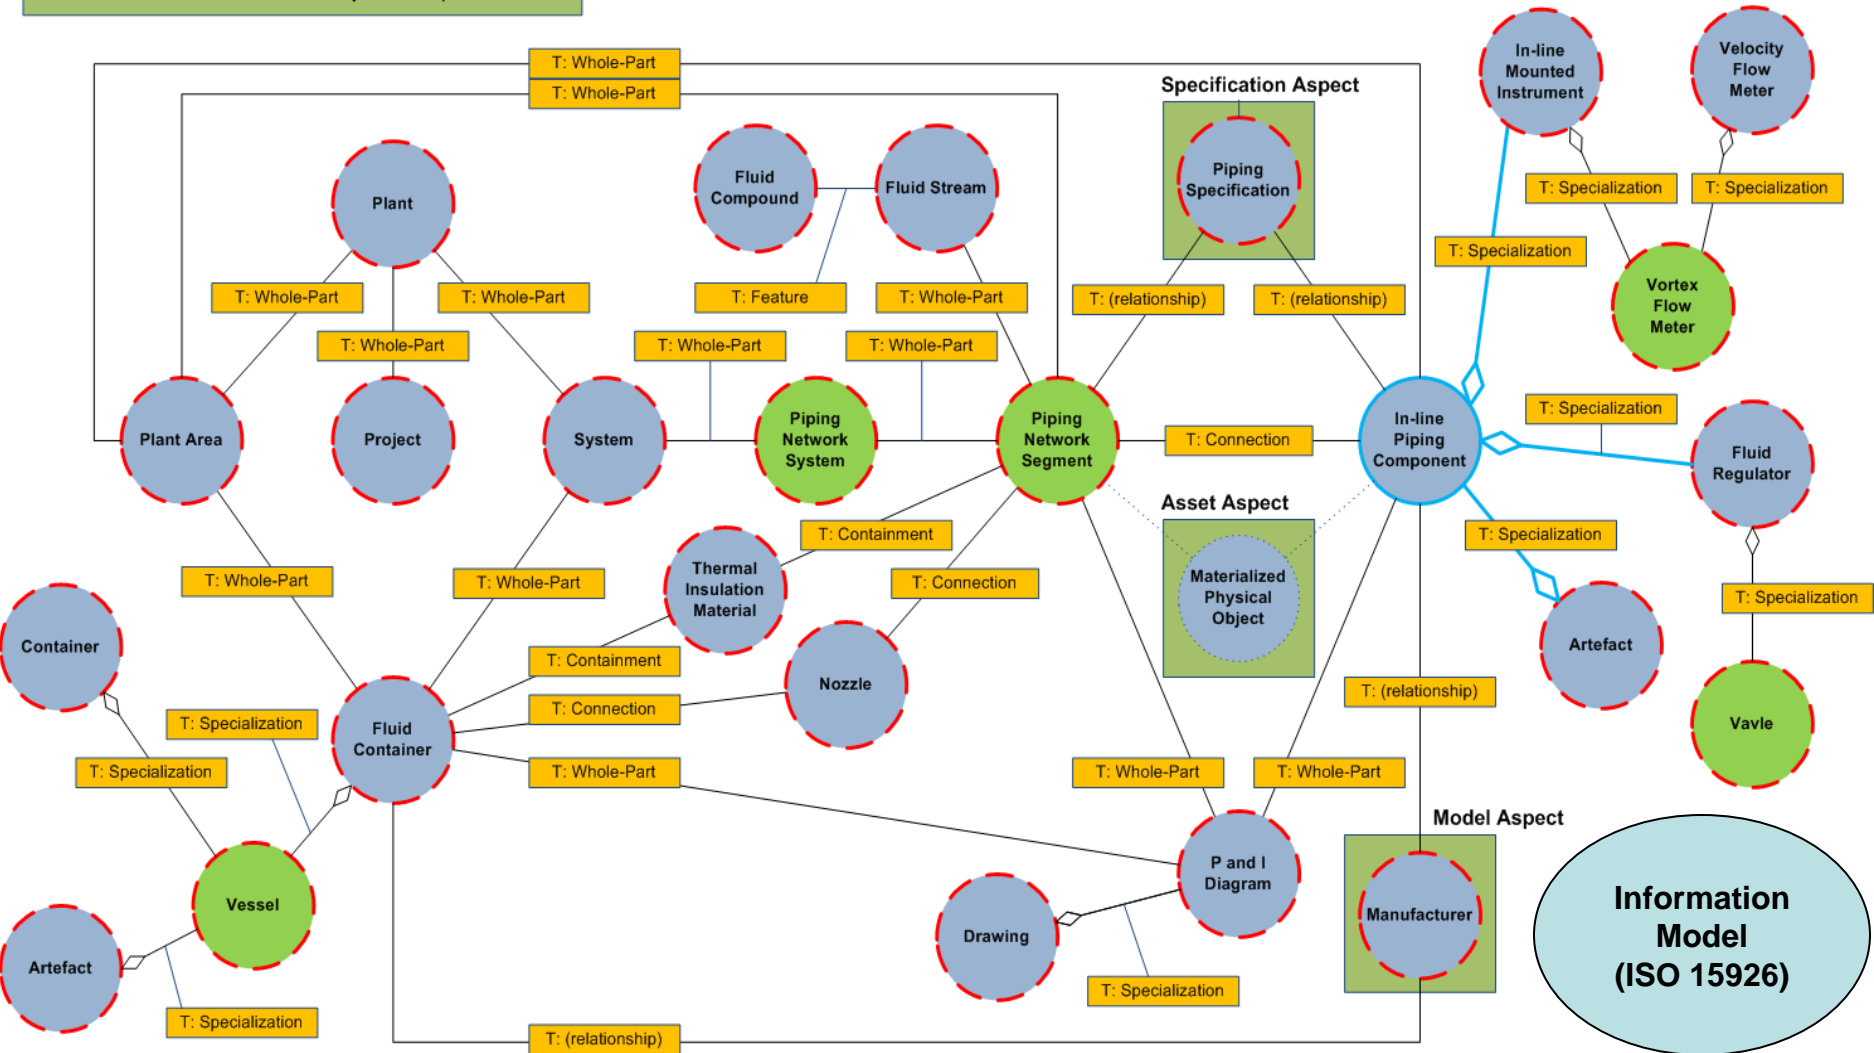 T: Whole-Part
T: Whole-Part
Specification Aspect
In-line
Mounted
Instrument
Velocity
Flow
Meter
Plant
Fluid
Compound
Fluid Stream
Piping
Specification
T: Specialization
T: Specialization
T: Specialization
T: Whole-Part
T: Whole-Part
T: Feature
T: Whole-Part
T: (relationship)
T: (relationship)
Vortex
Flow
Meter
T: Whole-Part
T: Whole-Part
T: Whole-Part
Plant Area
Project
System
Piping
Network
System
Piping
Network
Segment
T: Connection
In-line
Piping
Component
T: Specialization
Fluid
Regulator
Asset Aspect
T: Containment
T: Specialization
Thermal
Insulation
Material
T: Whole-Part
T: Whole-Part
T: Connection
Materialized
Physical
Object
T: Specialization
Container
T: Containment
Artefact
Nozzle
T: (relationship)
T: Connection
T: Specialization
Fluid
Container
Vavle
T: Specialization
T: Whole-Part
T: Whole-Part
T: Whole-Part
Model Aspect
P and I
Diagram
Vessel
Manufacturer
Drawing
Artefact
T: Specialization
T: Specialization
T: (relationship)
Information
Model
(ISO 15926)